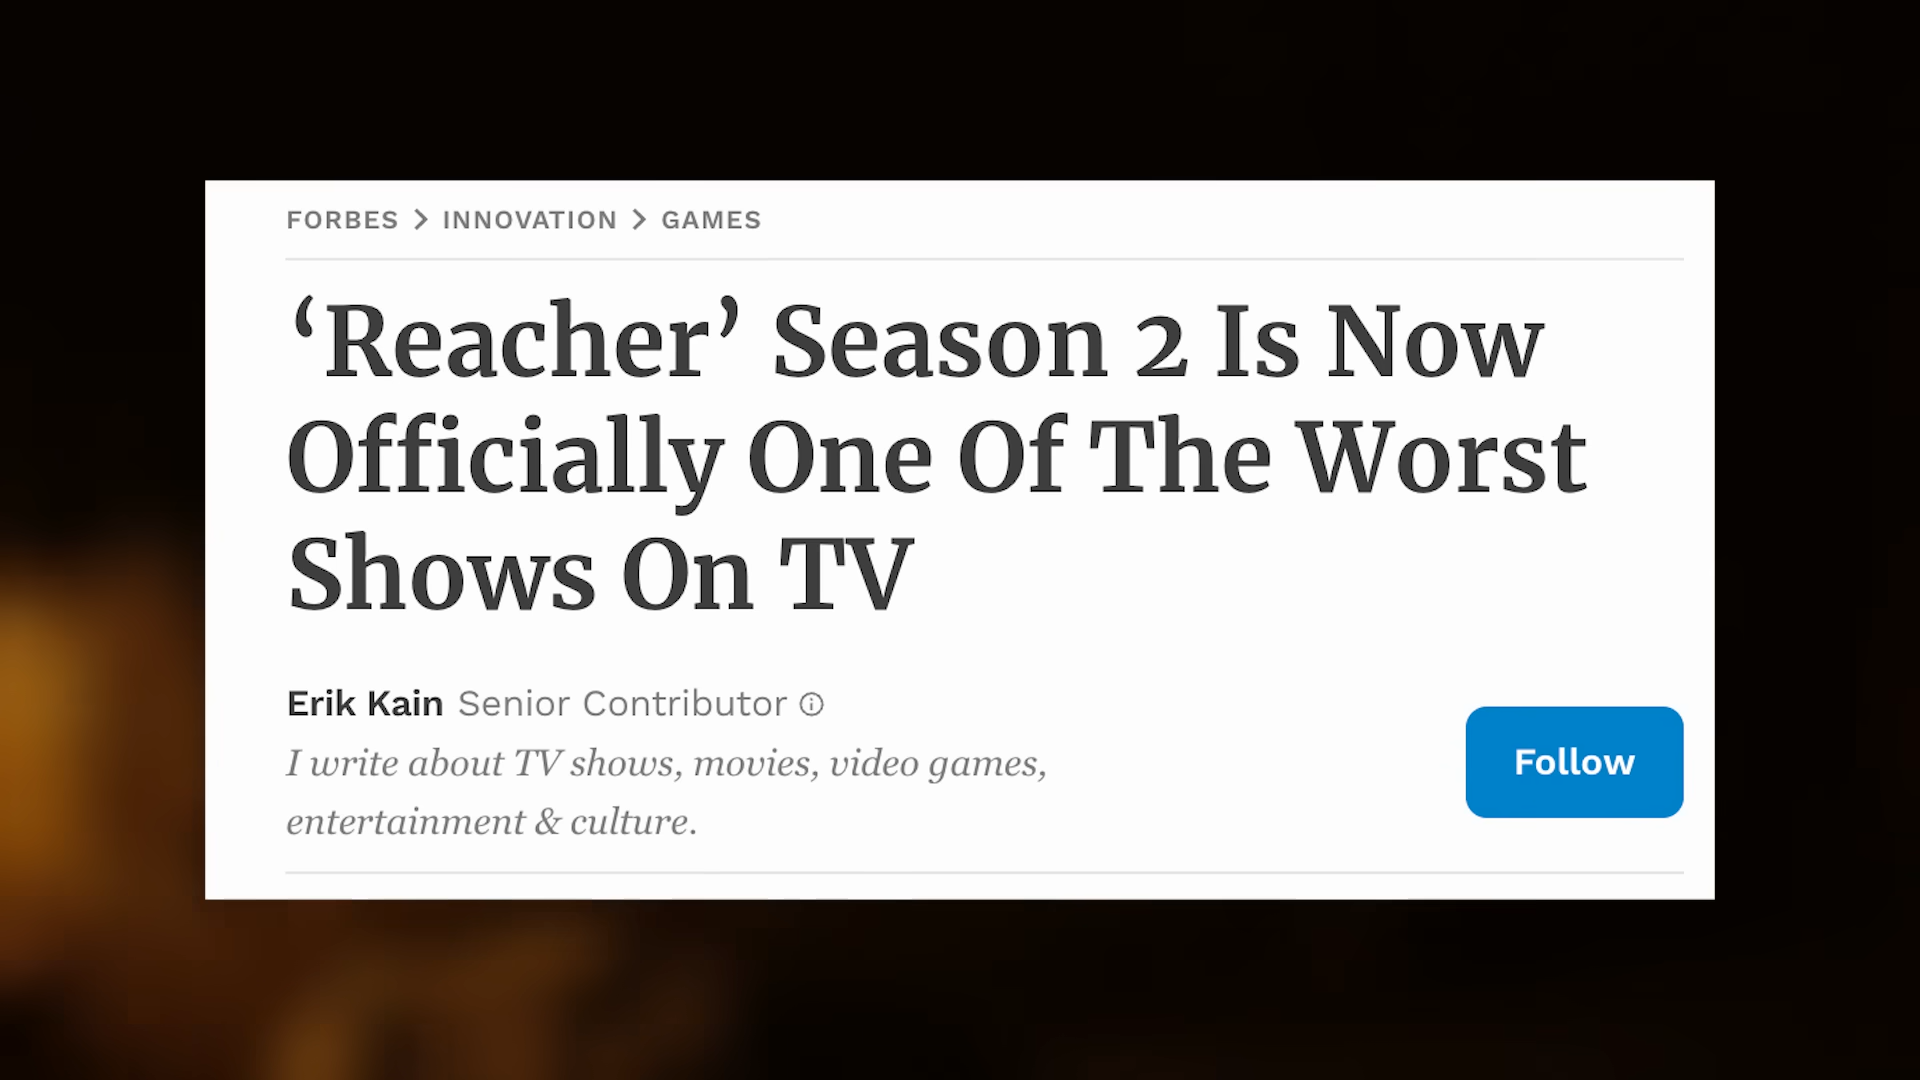 FORBES > INNOVATION > GAMES
‘Reacher’ Season 2 Is Now
Officially One Of The Worst
Shows On TV
Erik Kain Senior Contributor
I write about TV shows, movies, video games,
entertainment & culture.
Follow